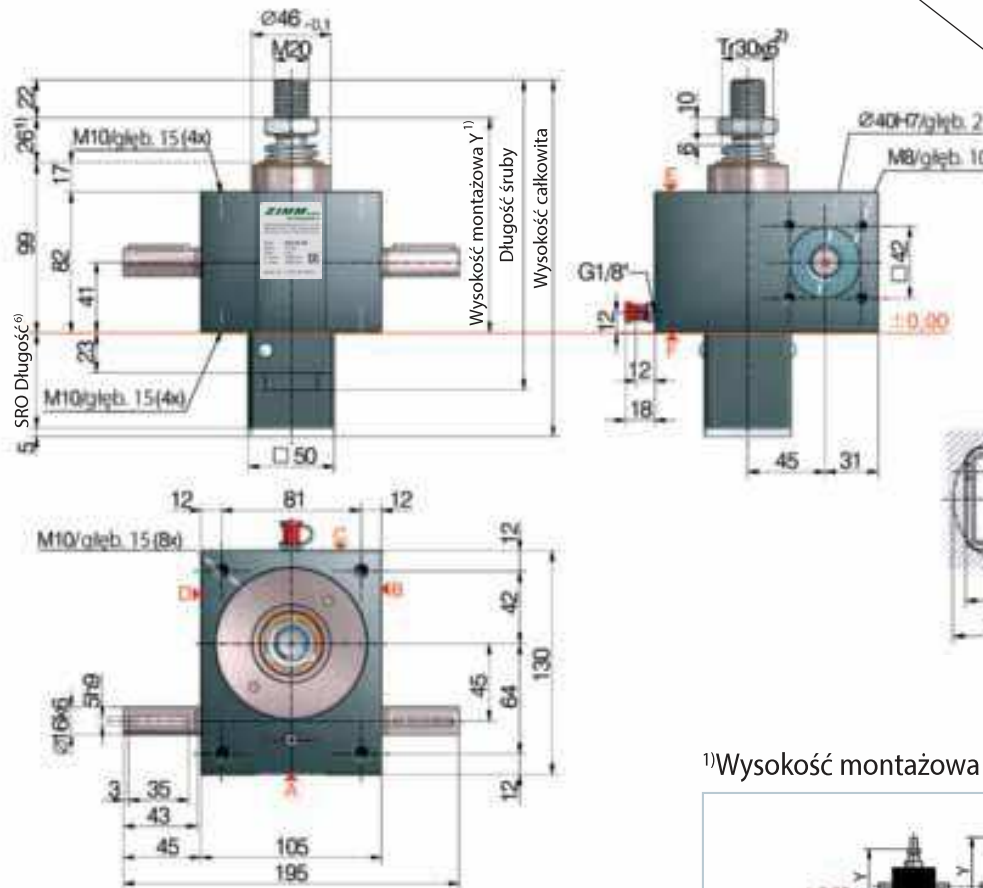 Ø46 -0,1
M20
22
26¹⁾
M10/głęb. 15 (4x)
17
99
82
41
23
SRO Długość⁶⁾
M10/głęb. 15 (4x)
5
□ 50
ZIMM
Wysokość montażowa Y¹⁾
Długość śruby
Wysokość całkowita
Tr30x6²⁾
10
6
Ø40H7/głęb. 2
M8/głęb. 10
E
□ 42
G1/8"
12
±0,00
F
12
18
45
31
12
81
12
M10/głęb. 15 (8x)
C
D
B
12
42
130
45
64
12
Ø16k6
5h9
A
3
35
43
45
105
195
¹⁾Wysokość montażowa
Y
Y